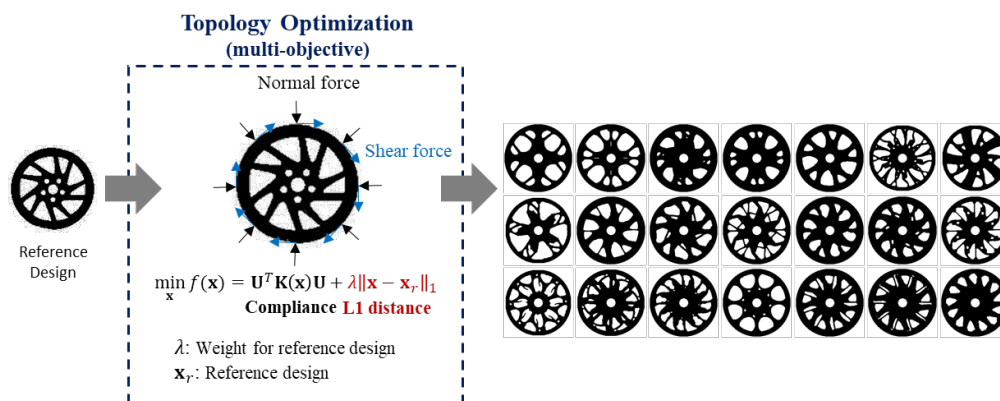 Topology Optimization
(multi-objective)
Normal force
Shear force
Reference
Design
min f(𝐱) = 𝐔ᵀ𝐊(𝐱)𝐔 + λ‖𝐱 − 𝐱ᵣ‖₁
𝐱
Compliance L1 distance
λ: Weight for reference design
𝐱ᵣ: Reference design